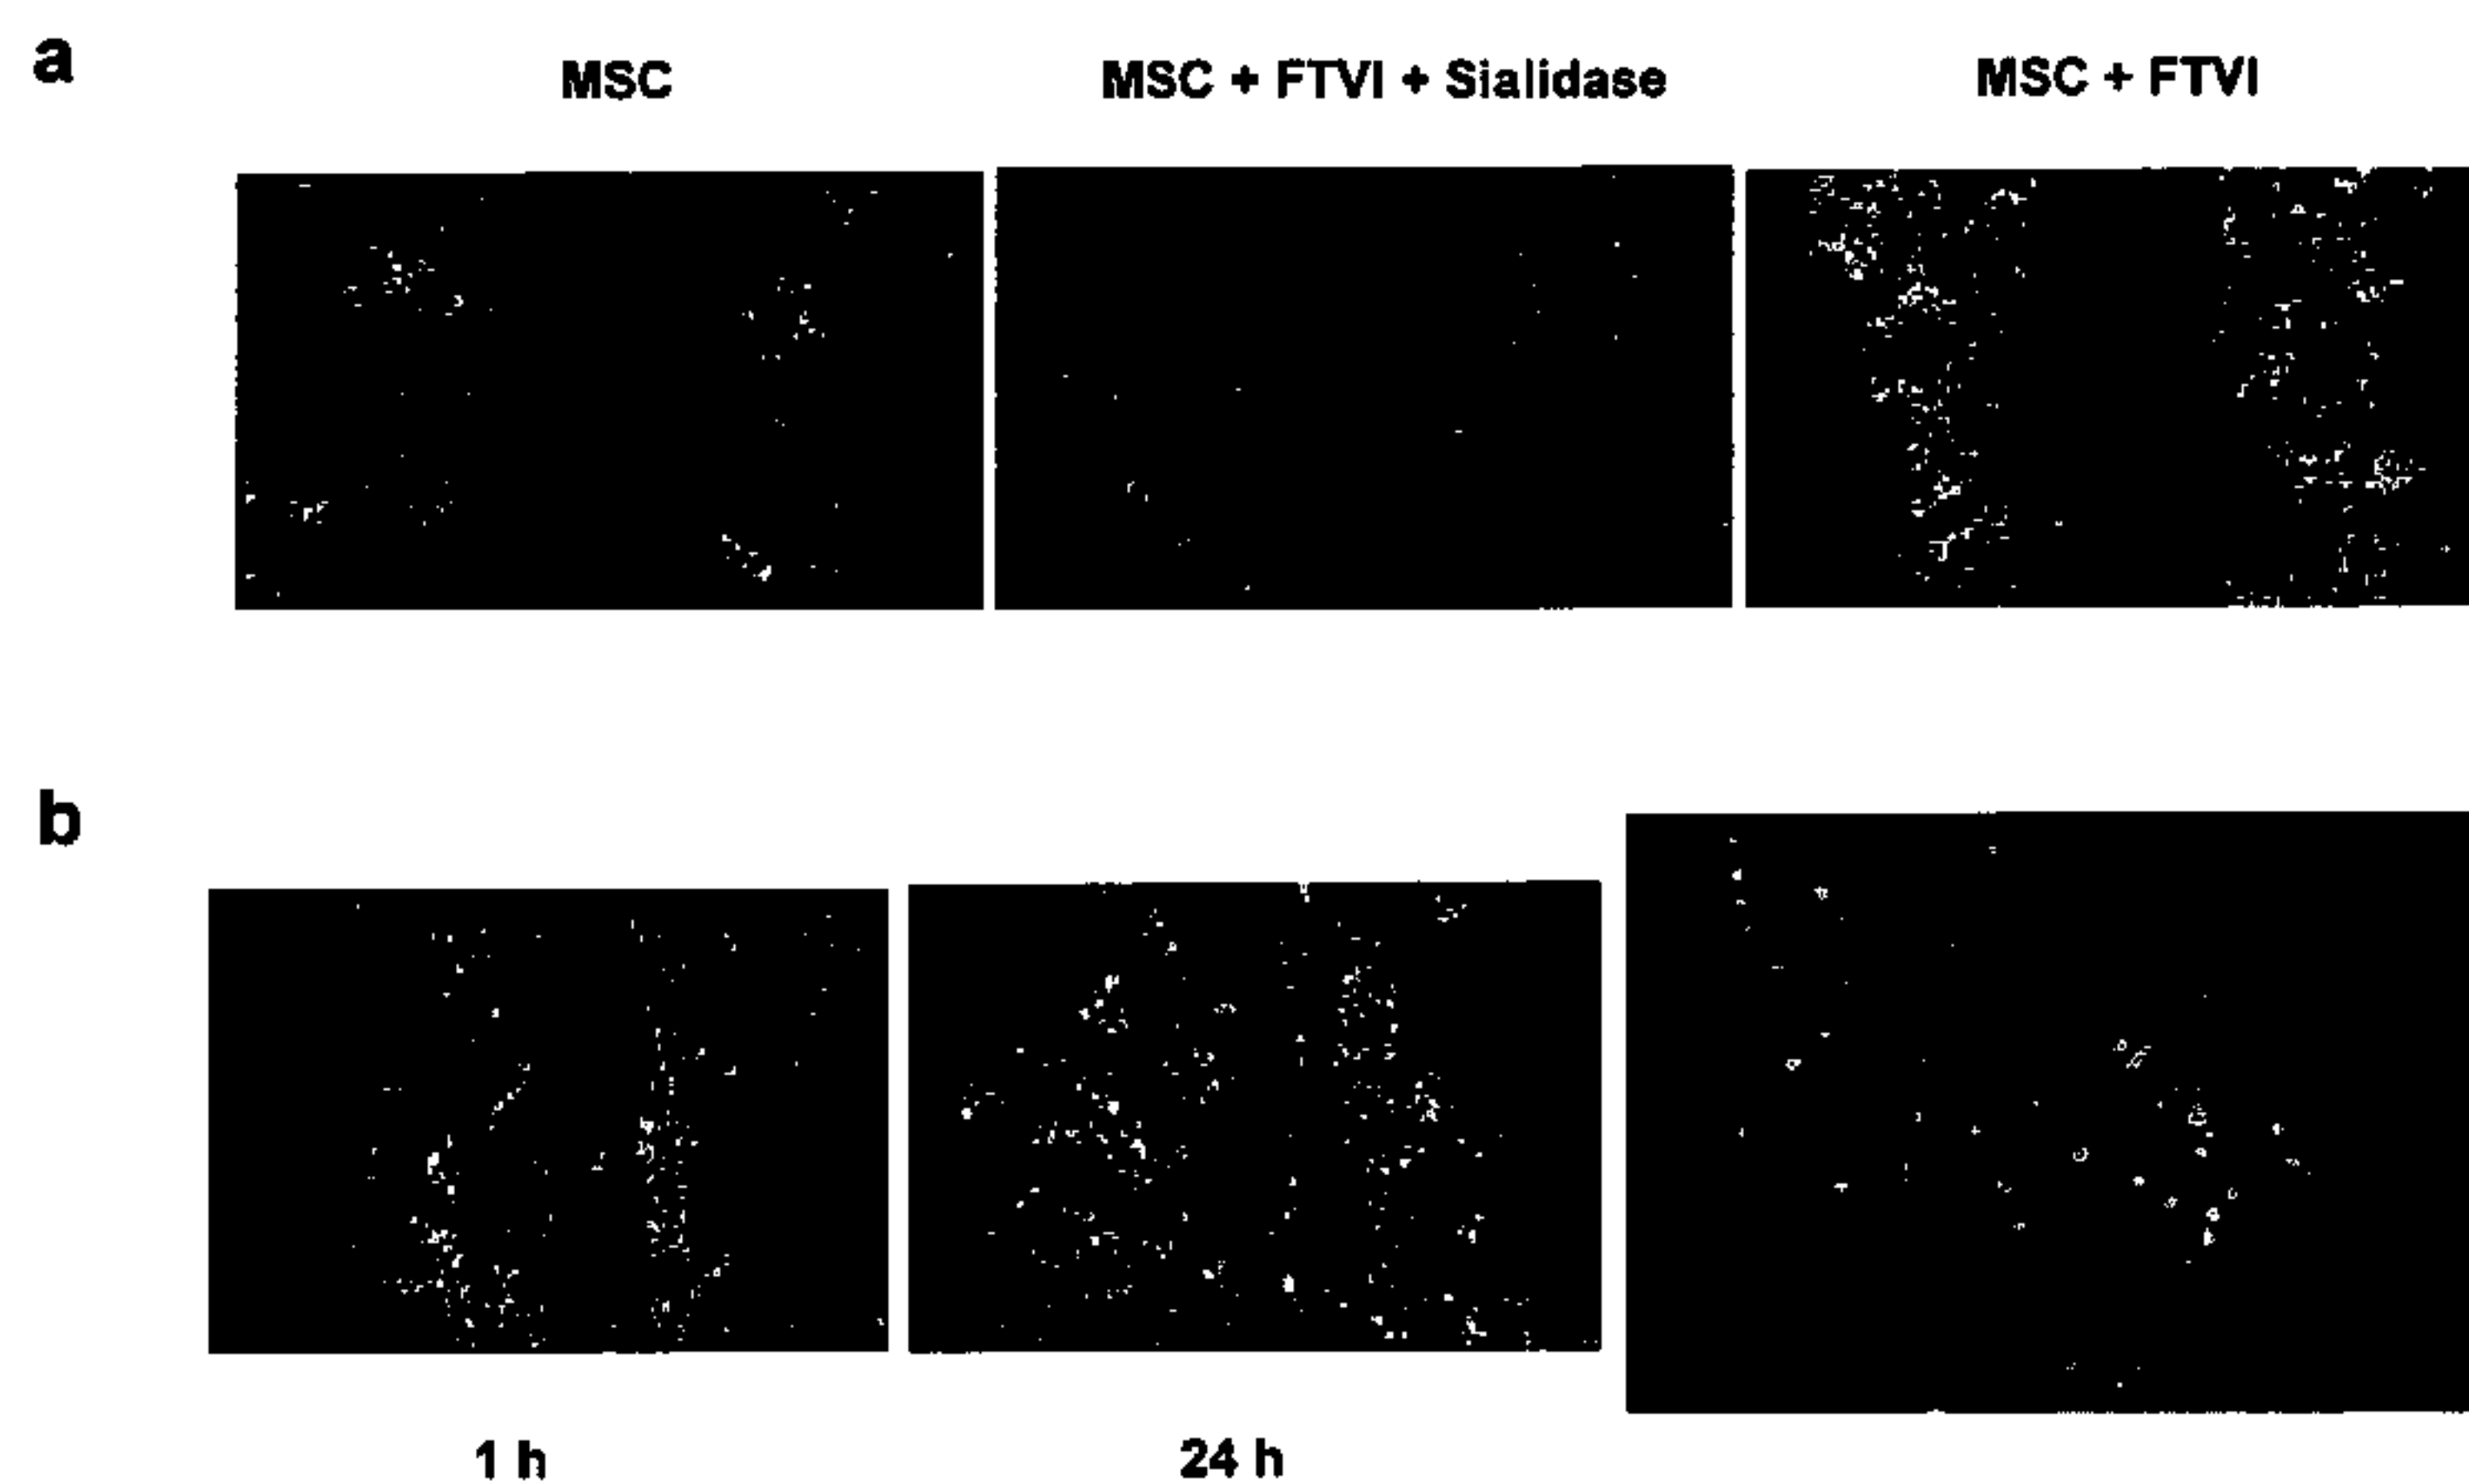 a
MSC MSC + FTVI + Sialidase MSC + FTVI
b
1 h 24 h